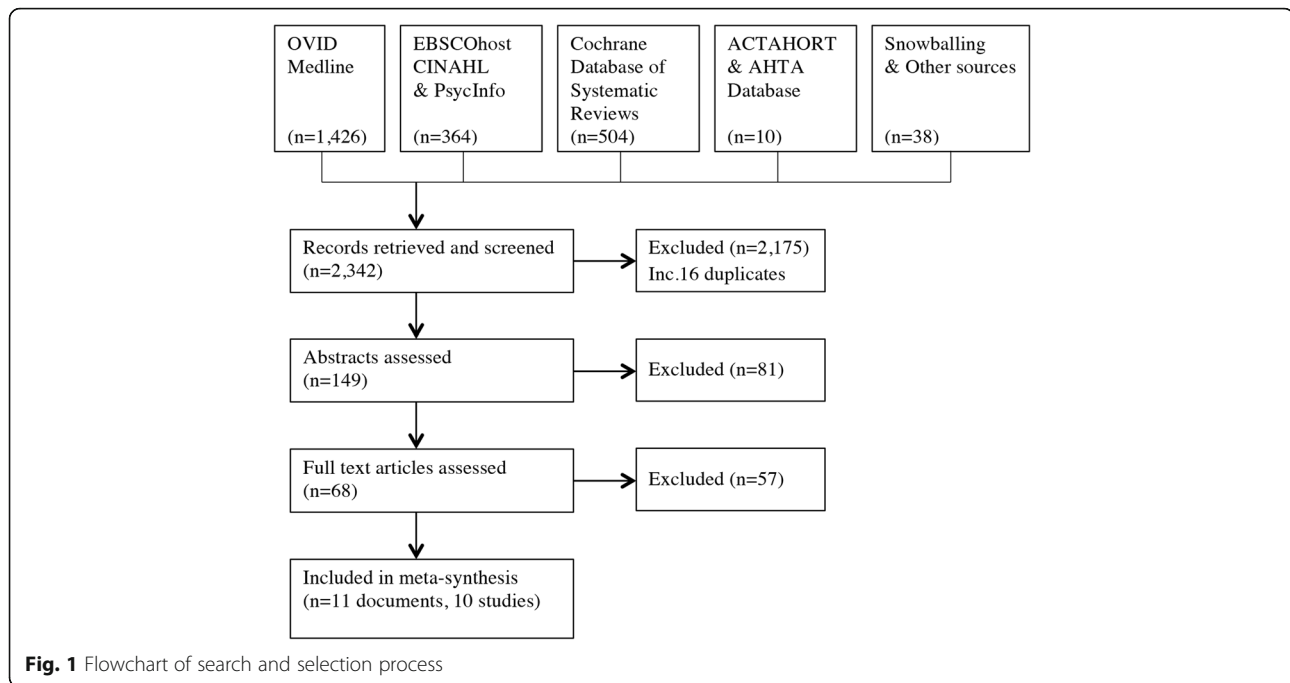 OVID
Medline
(n=1,426)
EBSCOhost
CINAHL
& PsycInfo
(n=364)
Cochrane
Database of
Systematic
Reviews
(n=504)
ACTAHORT
& AHTA
Database
(n=10)
Snowballing
& Other sources
(n=38)
Records retrieved and screened
(n=2,342)
Excluded (n=2,175)
Inc.16 duplicates
Abstracts assessed
(n=149)
Excluded (n=81)
Full text articles assessed
(n=68)
Excluded (n=57)
Included in meta-synthesis
(n=11 documents, 10 studies)
Fig. 1 Flowchart of search and selection process